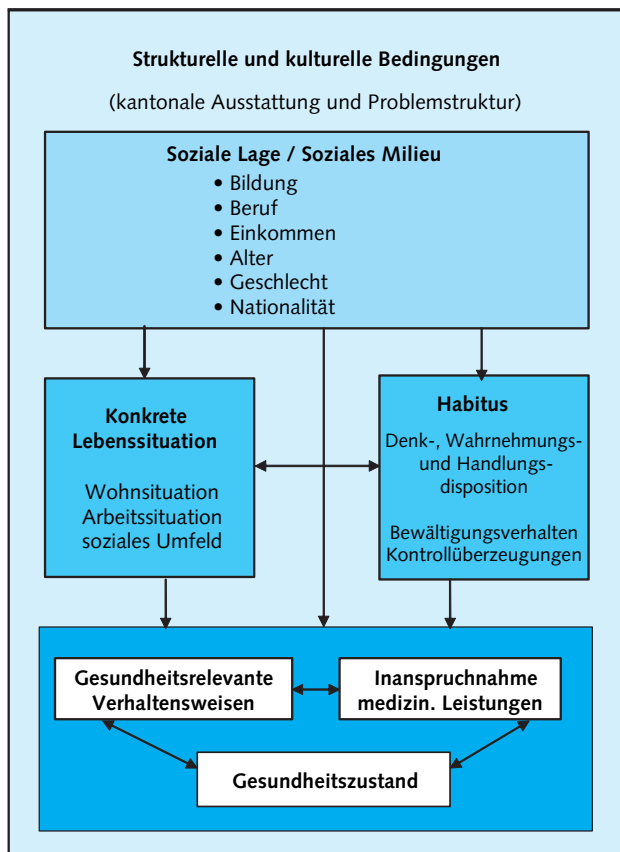 Strukturelle und kulturelle Bedingungen
(kantonale Ausstattung und Problemstruktur)
Soziale Lage / Soziales Milieu
• Bildung
• Beruf
• Einkommen
• Alter
• Geschlecht
• Nationalität
Konkrete
Lebenssituation
Wohnsituation
Arbeitssituation
soziales Umfeld
Habitus
Denk-, Wahrnehmungs-
und Handlungs-
disposition
Bewältigungsverhalten
Kontrollüberzeugungen
Gesundheitsrelevante
Verhaltensweisen
Inanspruchnahme
medizin. Leistungen
Gesundheitszustand